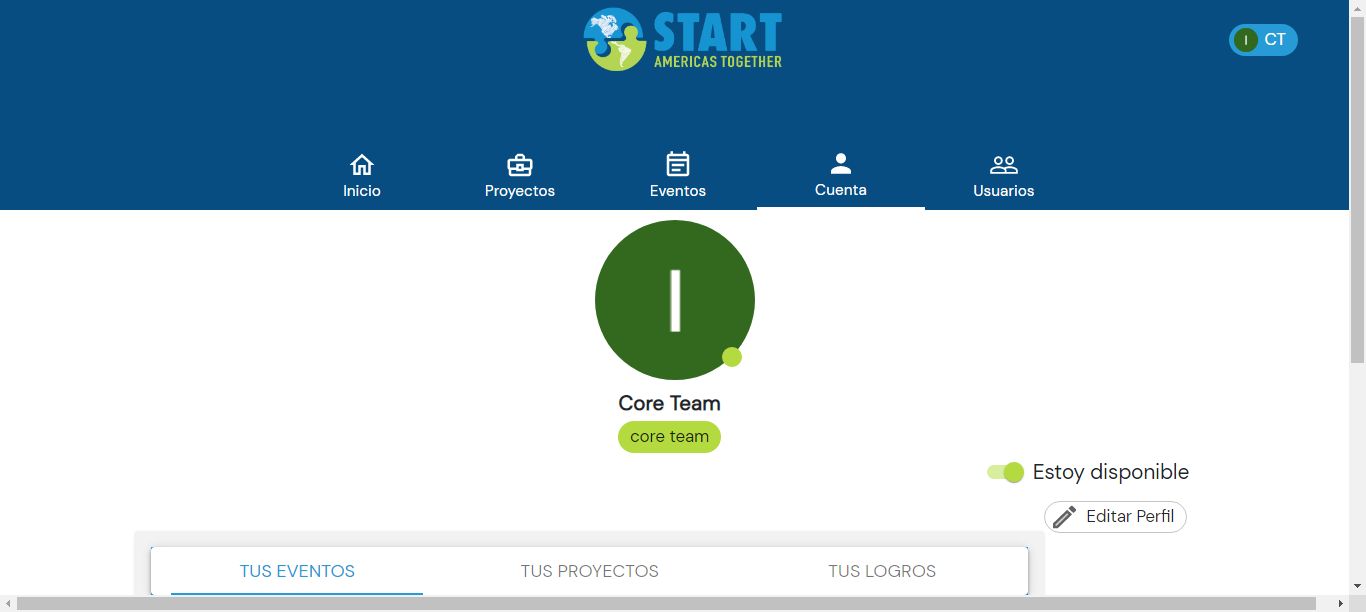 START
AMERICAS TOGETHER
I CT
Inicio
Proyectos
Eventos
Cuenta
Usuarios
I
Core Team
core team
Estoy disponible
Editar Perfil
TUS EVENTOS
TUS PROYECTOS
TUS LOGROS